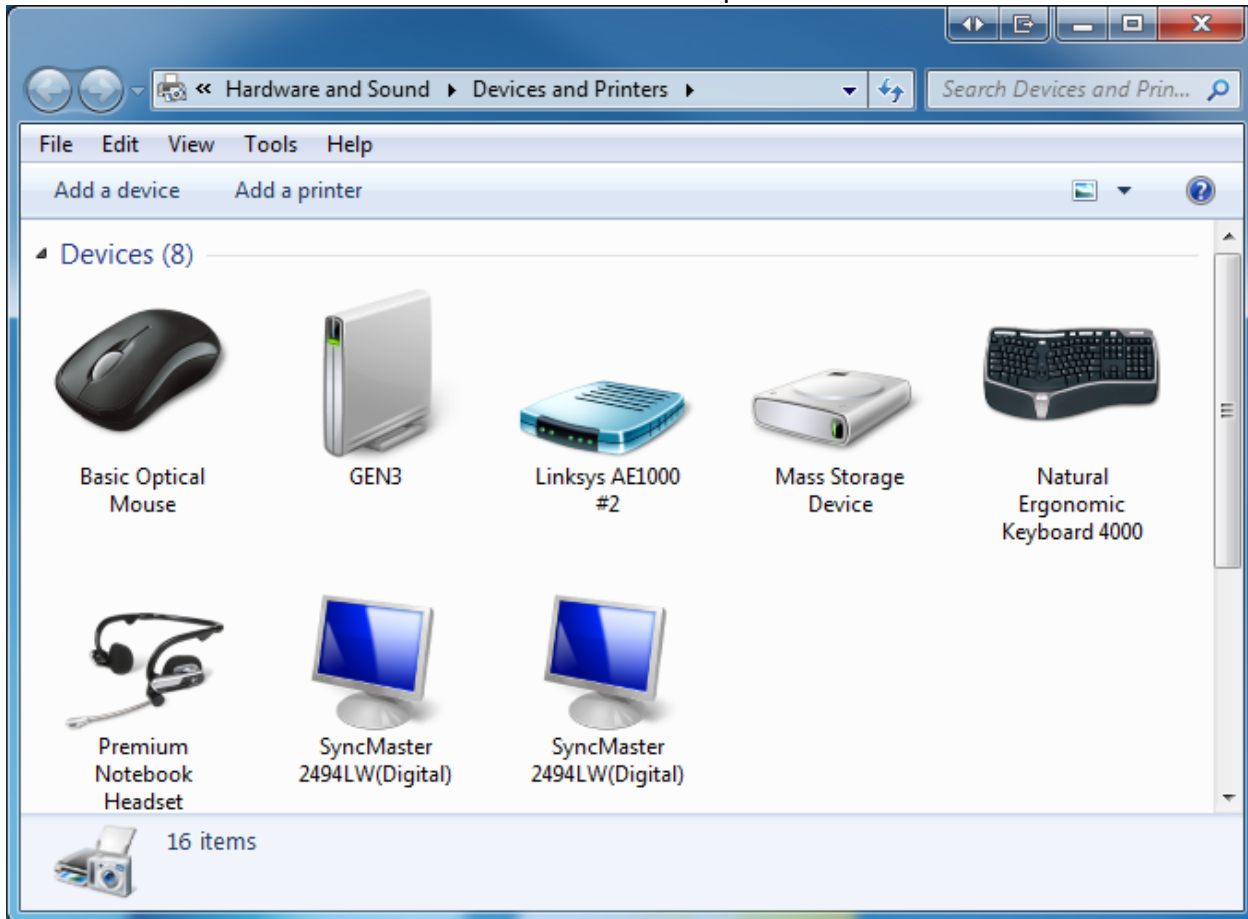 « Hardware and Sound ▸ Devices and Printers ▸
Search Devices and Prin...
File Edit View Tools Help
Add a device Add a printer
Devices (8)
Basic Optical
Mouse
GEN3
Linksys AE1000
#2
Mass Storage
Device
Natural
Ergonomic
Keyboard 4000
Premium
Notebook
Headset
SyncMaster
2494LW(Digital)
SyncMaster
2494LW(Digital)
16 items